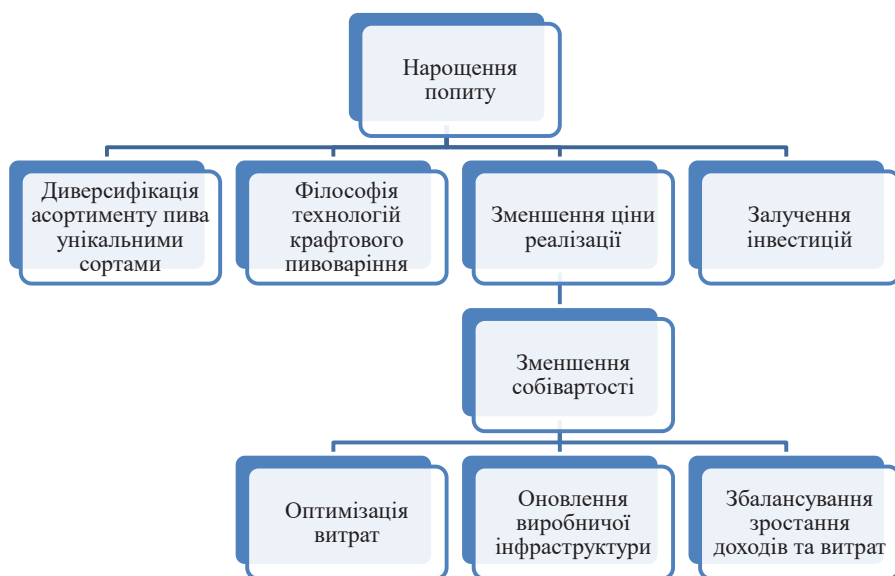 Нарощення
попиту
Диверсифікація
асортименту пива
унікальними
сортами
Філософія
технологій
крафтового
пивоваріння
Зменшення ціни
реалізації
Залучення
інвестицій
Зменшення
собівартості
Оптимізація
витрат
Оновлення
виробничої
інфраструктури
Збалансування
зростання
доходів та витрат